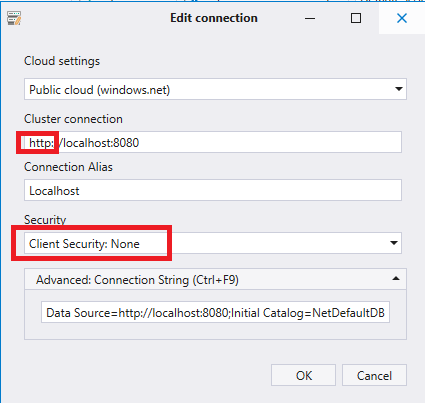 Edit connection
Cloud settings
Public cloud (windows.net)
Cluster connection
http://localhost:8080
Connection Alias
Localhost
Security
Client Security: None
Advanced: Connection String (Ctrl+F9)
Data Source=http://localhost:8080;Initial Catalog=NetDefaultDB
OK
Cancel